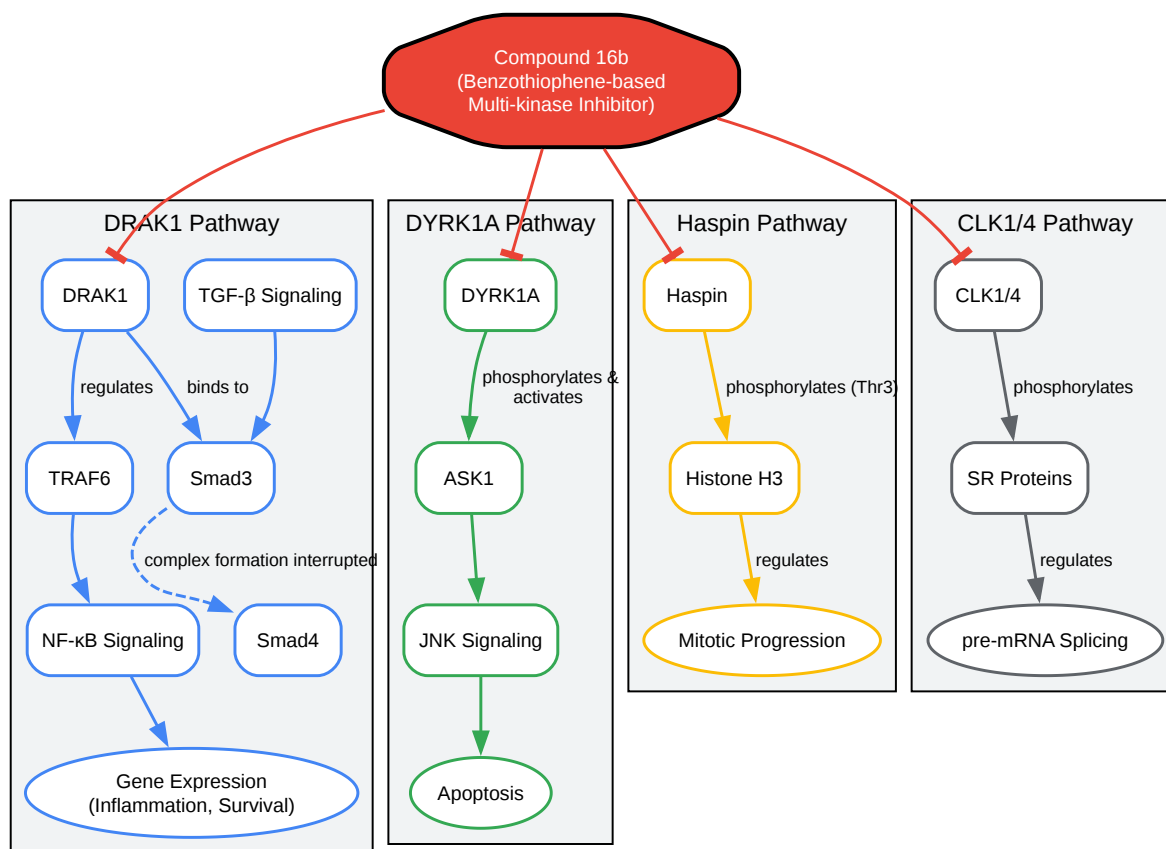 Compound 16b
(Benzothiophene-based
Multi-kinase Inhibitor)
DRAK1 Pathway
DRAK1
TGF-β Signaling
regulates
binds to
TRAF6
Smad3
complex formation interrupted
NF-κB Signaling
Smad4
Gene Expression
(Inflammation, Survival)
DYRK1A Pathway
DYRK1A
phosphorylates &
activates
ASK1
JNK Signaling
Apoptosis
Haspin Pathway
Haspin
phosphorylates (Thr3)
Histone H3
regulates
Mitotic Progression
CLK1/4 Pathway
CLK1/4
phosphorylates
SR Proteins
regulates
pre-mRNA Splicing